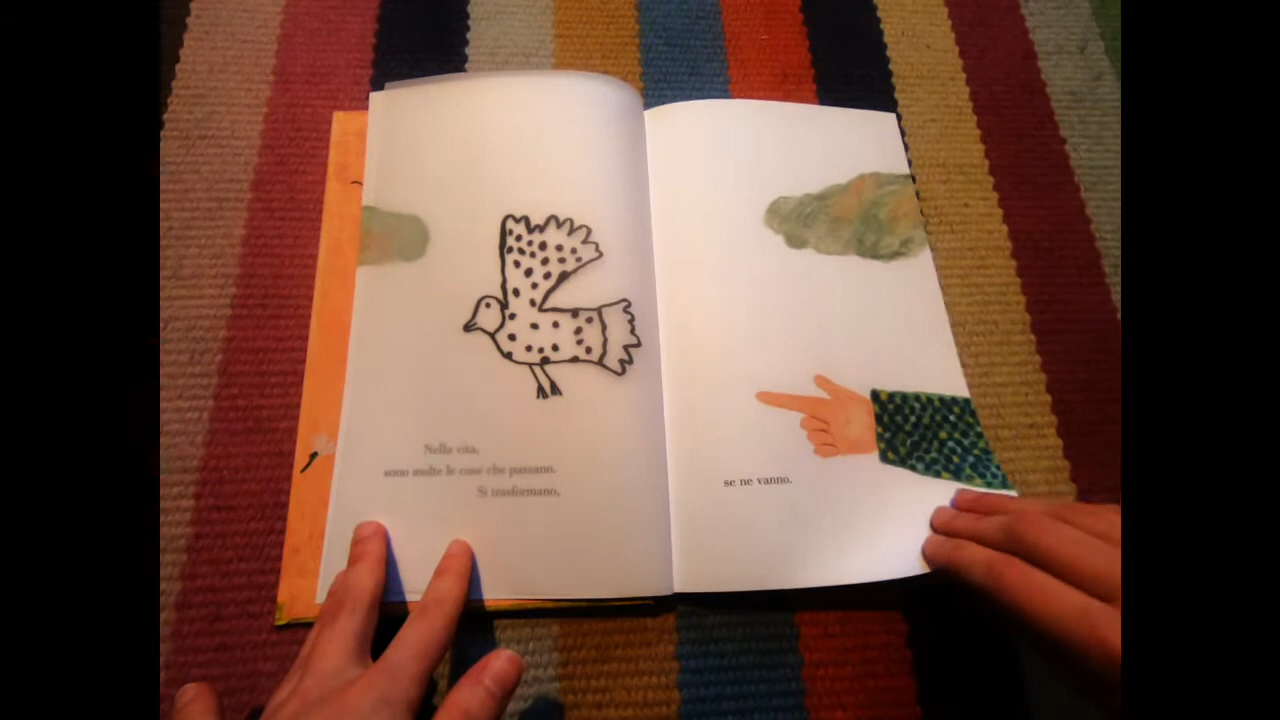 Nella vita,
sono molte le cose che passano.
Si trasformano,
se ne vanno.